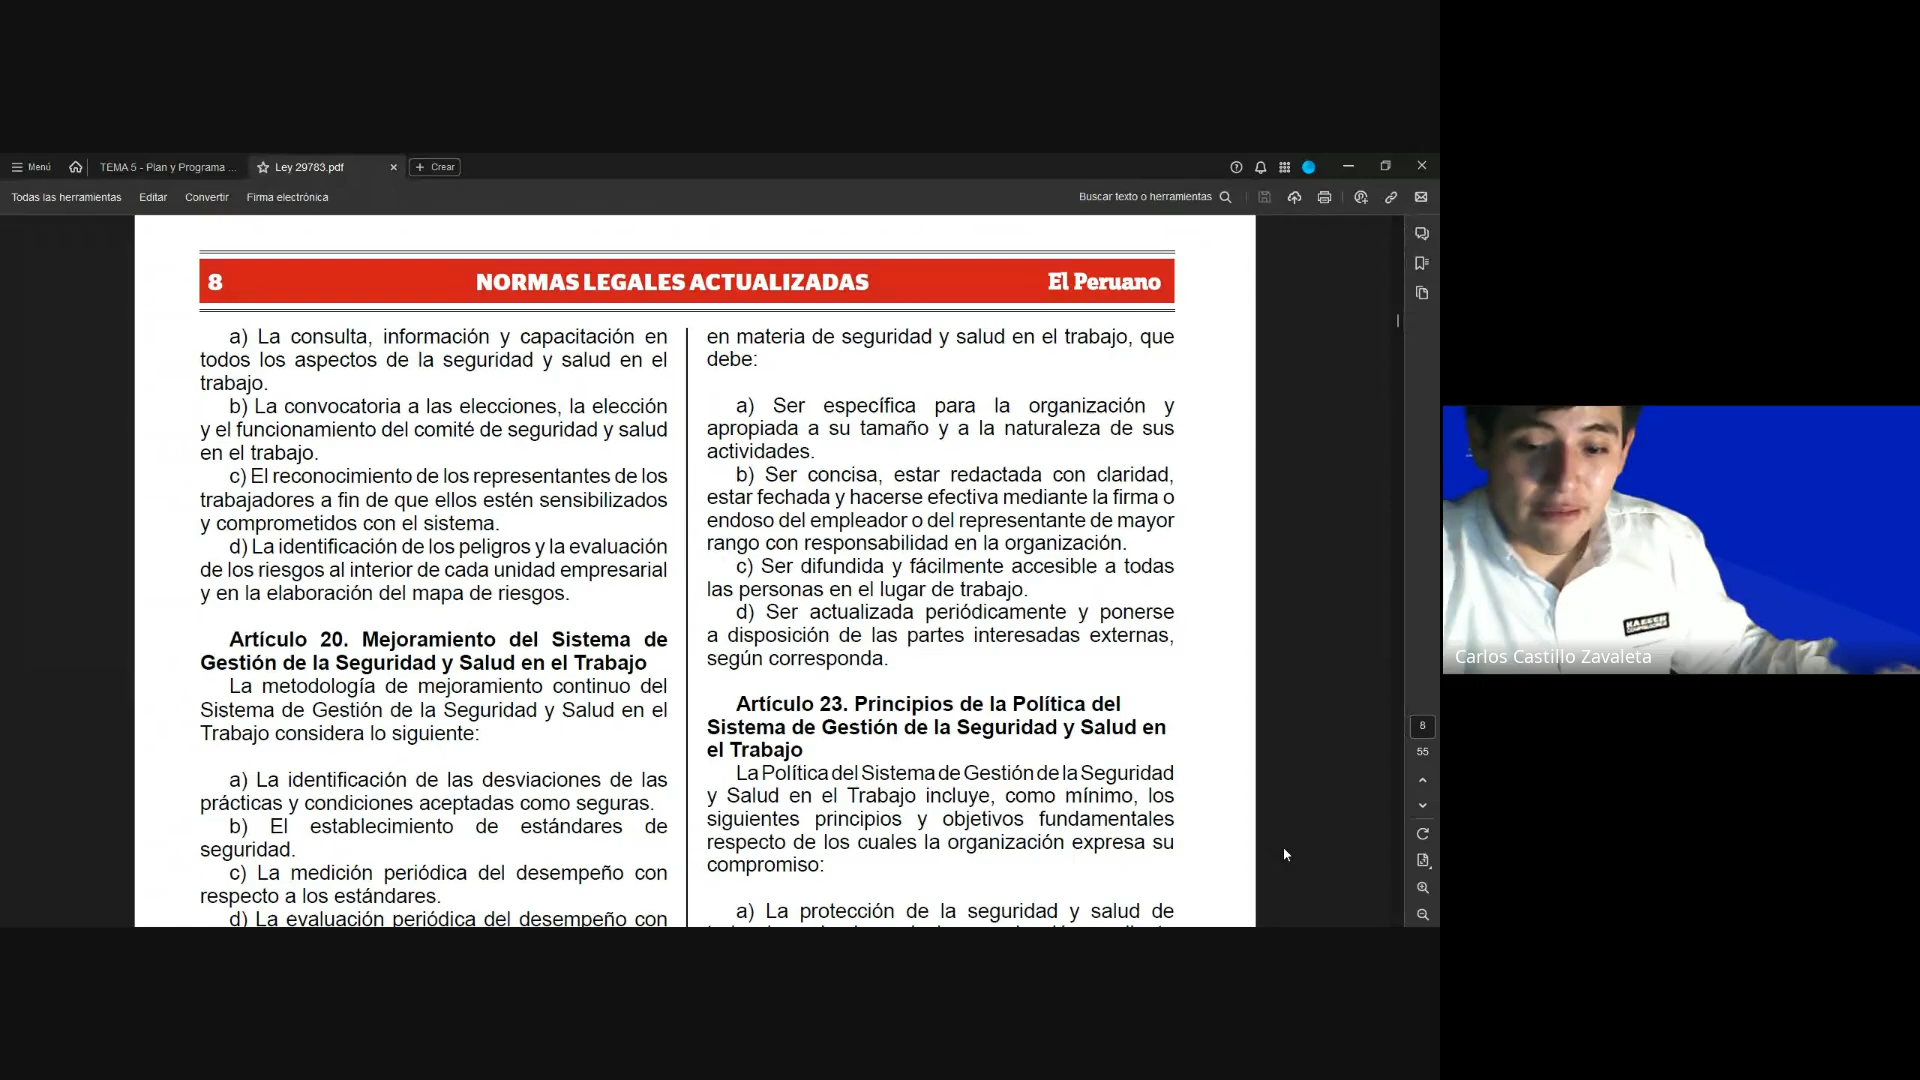 Menú
TEMA 5 - Plan y Programa ...
Ley 29783.pdf
Crear
Todas las herramientas
Editar
Convertir
Firma electrónica
Buscar texto o herramientas
8
NORMAS LEGALES ACTUALIZADAS
El Peruano
a) La consulta, información y capacitación en
todos los aspectos de la seguridad y salud en el
trabajo.
b) La convocatoria a las elecciones, la elección
y el funcionamiento del comité de seguridad y salud
en el trabajo.
c) El reconocimiento de los representantes de los
trabajadores a fin de que ellos estén sensibilizados
y comprometidos con el sistema.
d) La identificación de los peligros y la evaluación
de los riesgos al interior de cada unidad empresarial
y en la elaboración del mapa de riesgos.
Artículo 20. Mejoramiento del Sistema de
Gestión de la Seguridad y Salud en el Trabajo
La metodología de mejoramiento continuo del
Sistema de Gestión de la Seguridad y Salud en el
Trabajo considera lo siguiente:
a) La identificación de las desviaciones de las
prácticas y condiciones aceptadas como seguras.
b) El establecimiento de estándares de
seguridad.
c) La medición periódica del desempeño con
respecto a los estándares.
d) La evaluación periódica del desempeño con
en materia de seguridad y salud en el trabajo, que
debe:
a) Ser específica para la organización y
apropiada a su tamaño y a la naturaleza de sus
actividades.
b) Ser concisa, estar redactada con claridad,
estar fechada y hacerse efectiva mediante la firma o
endoso del empleador o del representante de mayor
rango con responsabilidad en la organización.
c) Ser difundida y fácilmente accesible a todas
las personas en el lugar de trabajo.
d) Ser actualizada periódicamente y ponerse
a disposición de las partes interesadas externas,
según corresponda.
Artículo 23. Principios de la Política del
Sistema de Gestión de la Seguridad y Salud en
el Trabajo
La Política del Sistema de Gestión de la Seguridad
y Salud en el Trabajo incluye, como mínimo, los
siguientes principios y objetivos fundamentales
respecto de los cuales la organización expresa su
compromiso:
a) La protección de la seguridad y salud de
8
55
KAESER
Carlos Castillo Zavaleta